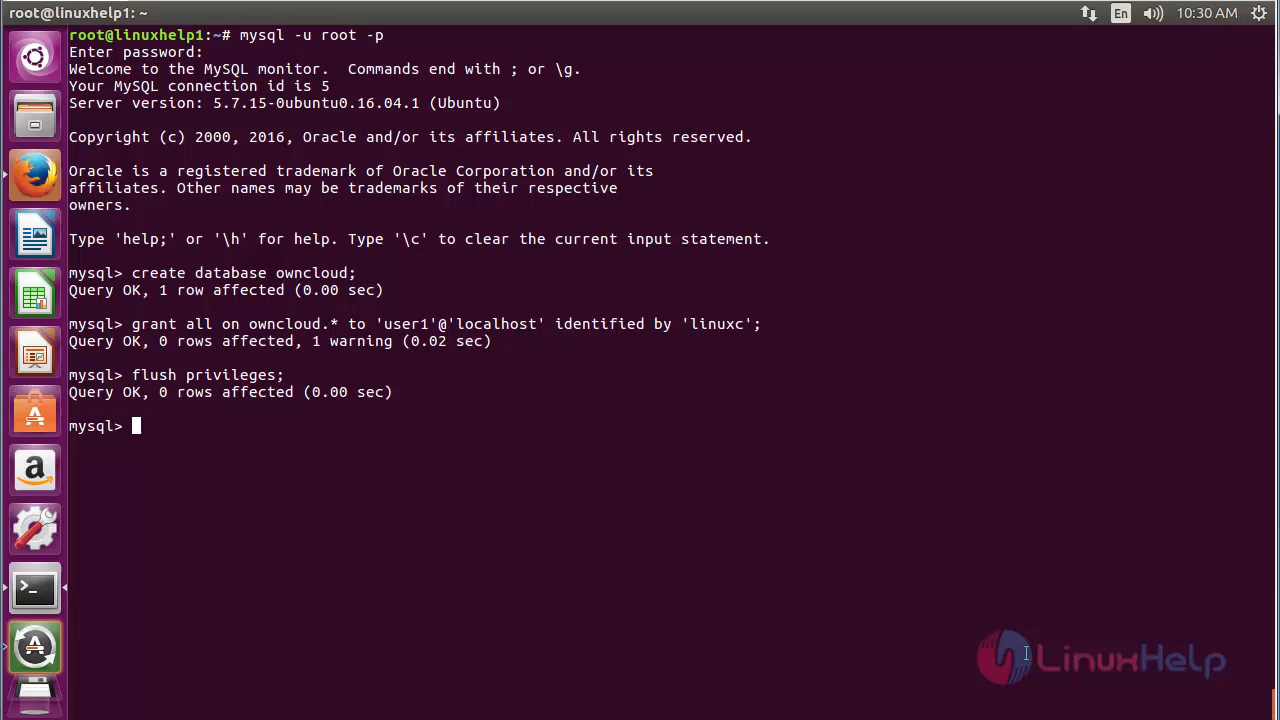 root@linuxhelp1: ~
En
10:30 AM
root@linuxhelp1:~# mysql -u root -p
Enter password:
Welcome to the MySQL monitor.  Commands end with ; or \g.
Your MySQL connection id is 5
Server version: 5.7.15-0ubuntu0.16.04.1 (Ubuntu)
Copyright (c) 2000, 2016, Oracle and/or its affiliates. All rights reserved.
Oracle is a registered trademark of Oracle Corporation and/or its
affiliates. Other names may be trademarks of their respective
owners.
Type 'help;' or '\h' for help. Type '\c' to clear the current input statement.
mysql> create database owncloud;
Query OK, 1 row affected (0.00 sec)
mysql> grant all on owncloud.* to 'user1'@'localhost' identified by 'linuxc';
Query OK, 0 rows affected, 1 warning (0.02 sec)
mysql> flush privileges;
Query OK, 0 rows affected (0.00 sec)
mysql>
LinuxHelp